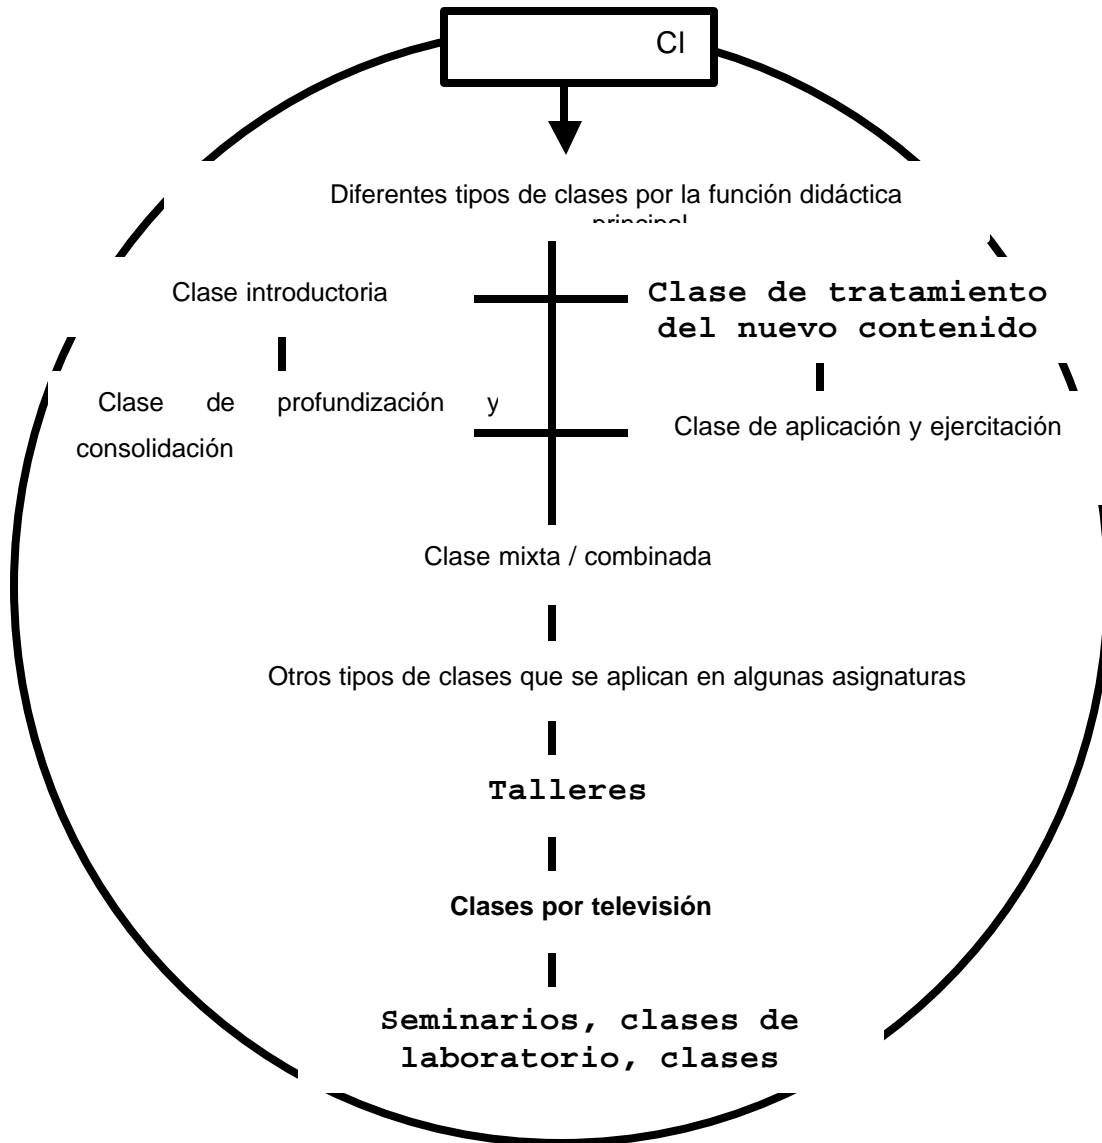 Cl
Diferentes tipos de clases por la función didáctica
principal
Clase introductoria
Clase de tratamiento
del nuevo contenido
Clase de profundización y
consolidación
Clase de aplicación y ejercitación
Clase mixta / combinada
Otros tipos de clases que se aplican en algunas asignaturas
Talleres
Clases por televisión
Seminarios, clases de
laboratorio, clases